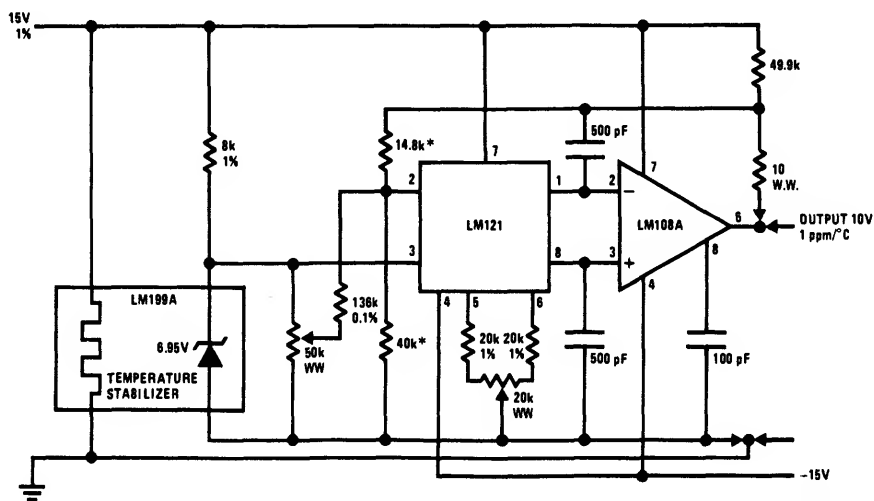 15V
1%
49.9k
500 pF
8k
1%
14.8k*
7
7
10
W.W.
2
1
2
−
LM121
LM108A
6
OUTPUT 10V
1 ppm/°C
3
8
3
+
8
LM199A
4
5
6
4
136k
0.1%
6.95V
50k
WW
40k*
20k
1%
20k
1%
500 pF
100 pF
TEMPERATURE
STABILIZER
20k
WW
−15V